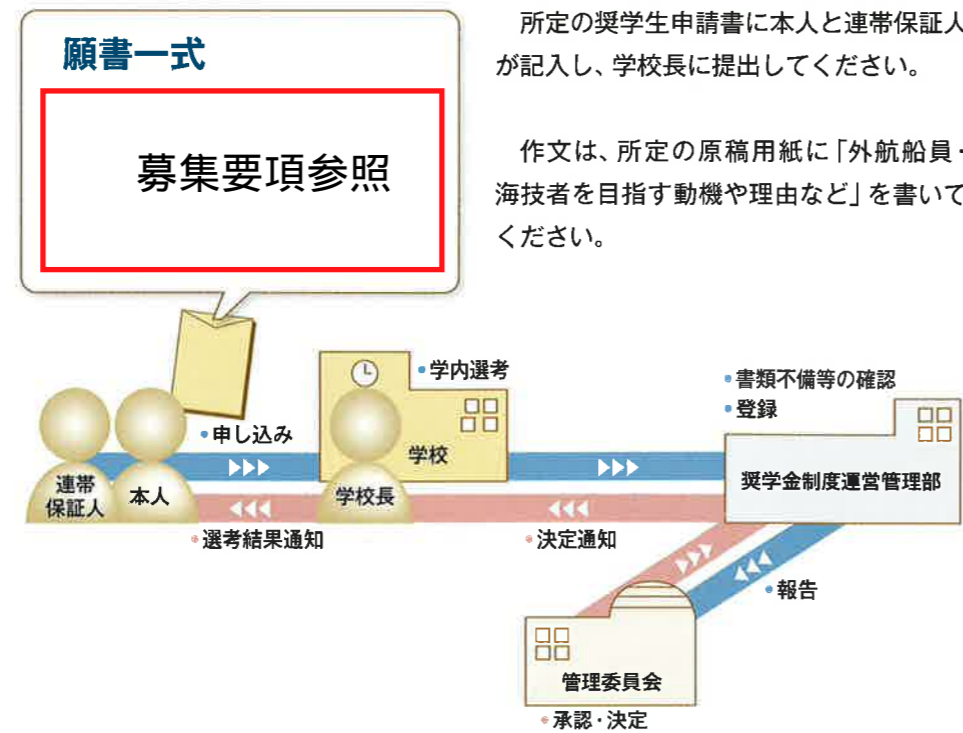 願書一式
募集要項参照
所定の奨学生申請書に本人と連帯保証人
が記入し、学校長に提出してください。
作文は、所定の原稿用紙に「外航船員・
海技者を目指す動機や理由など」を書いて
ください。
•学内選考
•書類不備等の確認
•登録
•申し込み
学校
奨学金制度運営管理部
連帯
保証人
本人
学校長
•選考結果通知
•決定通知
•報告
管理委員会
•承認・決定